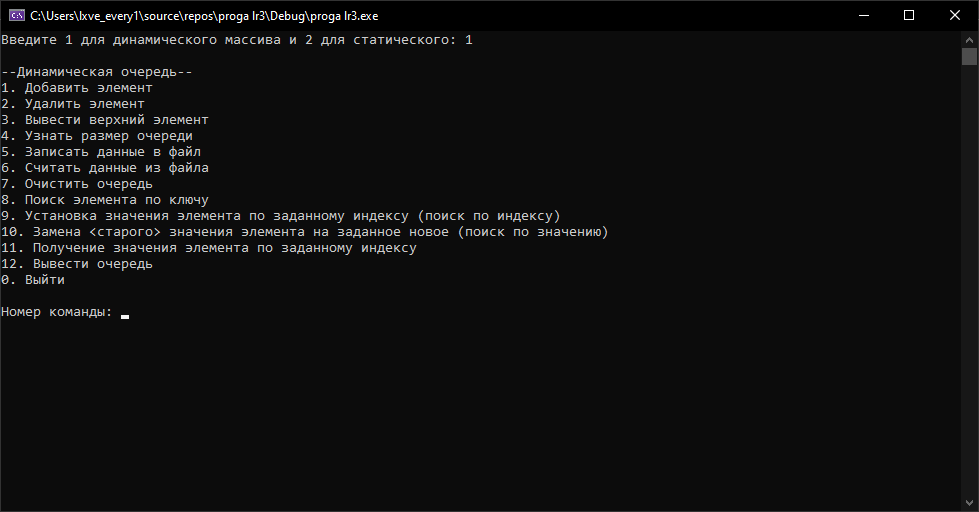 C:\Users\lxve_every1\source\repos\proga lr3\Debug\proga lr3.exe
Введите 1 для динамического массива и 2 для статического: 1
--Динамическая очередь--
1. Добавить элемент
2. Удалить элемент
3. Вывести верхний элемент
4. Узнать размер очереди
5. Записать данные в файл
6. Считать данные из файла
7. Очистить очередь
8. Поиск элемента по ключу
9. Установка значения элемента по заданному индексу (поиск по индексу)
10. Замена <старого> значения элемента на заданное новое (поиск по значению)
11. Получение значения элемента по заданному индексу
12. Вывести очередь
0. Выйти
Номер команды: